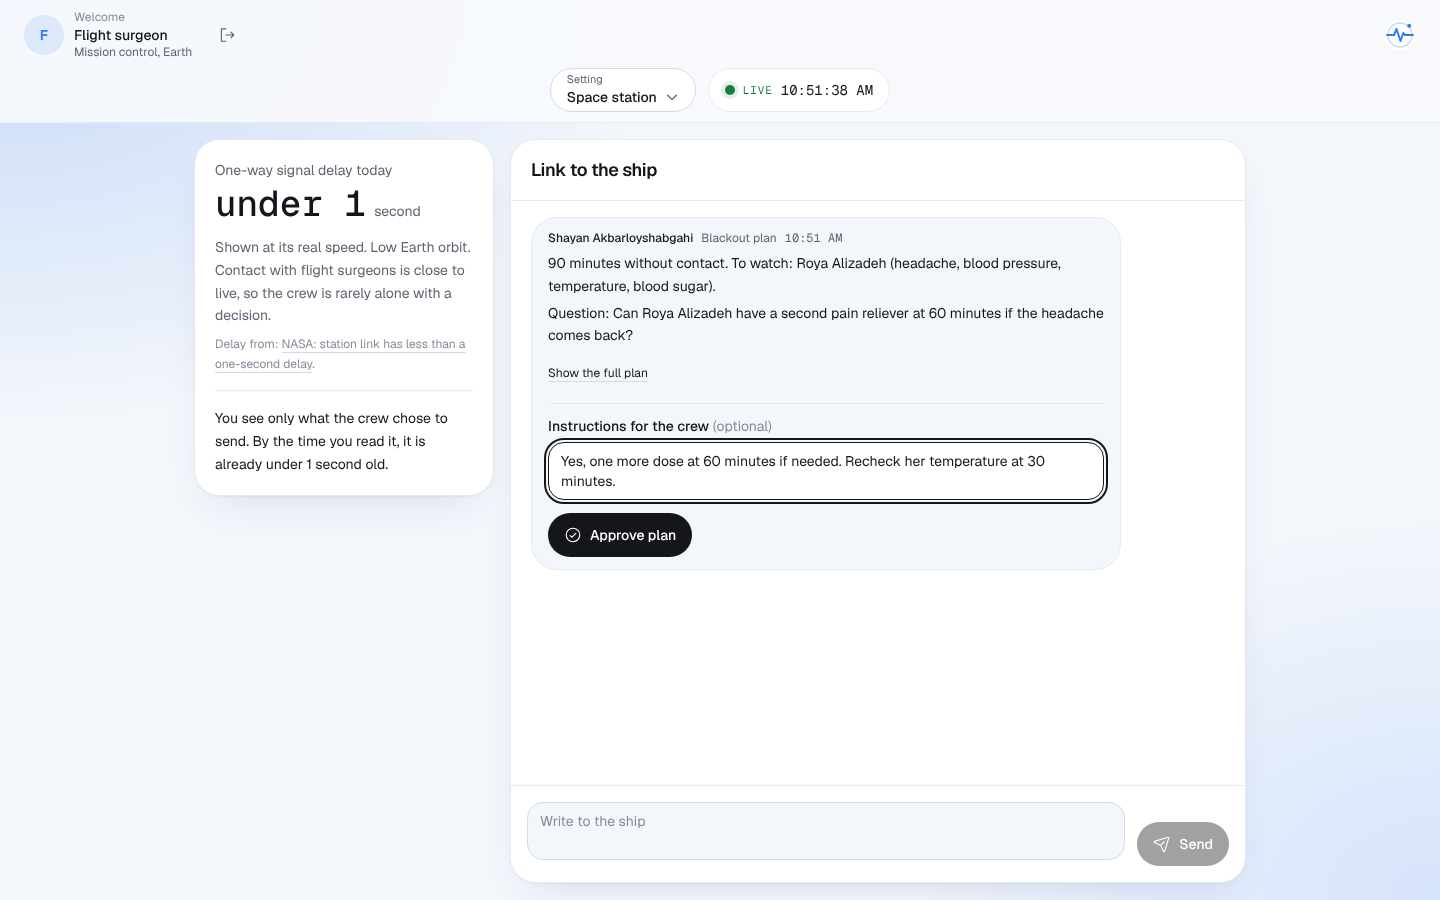 F
Welcome
Flight surgeon
Mission control, Earth
Setting
Space station
LIVE 10:51:38 AM
One-way signal delay today
under 1 second
Shown at its real speed. Low Earth orbit.
Contact with flight surgeons is close to
live, so the crew is rarely alone with a
decision.
Delay from: NASA: station link has less than a
one-second delay.
You see only what the crew chose to
send. By the time you read it, it is
already under 1 second old.
Link to the ship
Shayan Akbarloyshabgahi Blackout plan 10:51 AM
90 minutes without contact. To watch: Roya Alizadeh (headache, blood pressure,
temperature, blood sugar).
Question: Can Roya Alizadeh have a second pain reliever at 60 minutes if the headache
comes back?
Show the full plan
Instructions for the crew (optional)
Yes, one more dose at 60 minutes if needed. Recheck her temperature at 30
minutes.
Approve plan
Write to the ship
Send